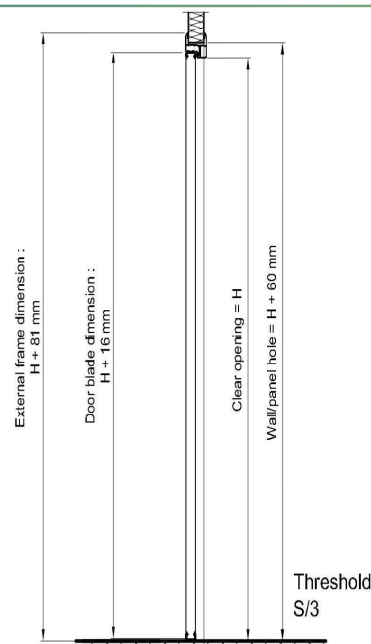 External frame dimension :
H + 81 mm
Door blade dimension :
H + 16 mm
Clear opening = H
Wall/panel hole = H + 60 mm
Threshold
S/3